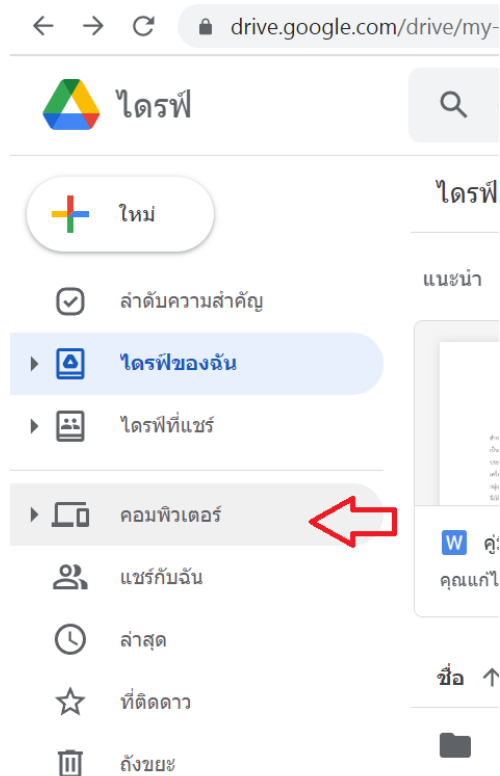 drive.google.com/drive/my-
ไดรฟ์
ใหม่
ไดรฟ์
แนะนำ
ลำดับความสำคัญ
ไดรฟ์ของฉัน
ไดรฟ์ที่แชร์
คอมพิวเตอร์
แชร์กับฉัน
ล่าสุด
ที่ติดดาว
ถังขยะ
W
คุณแก้ไ
ชื่อ